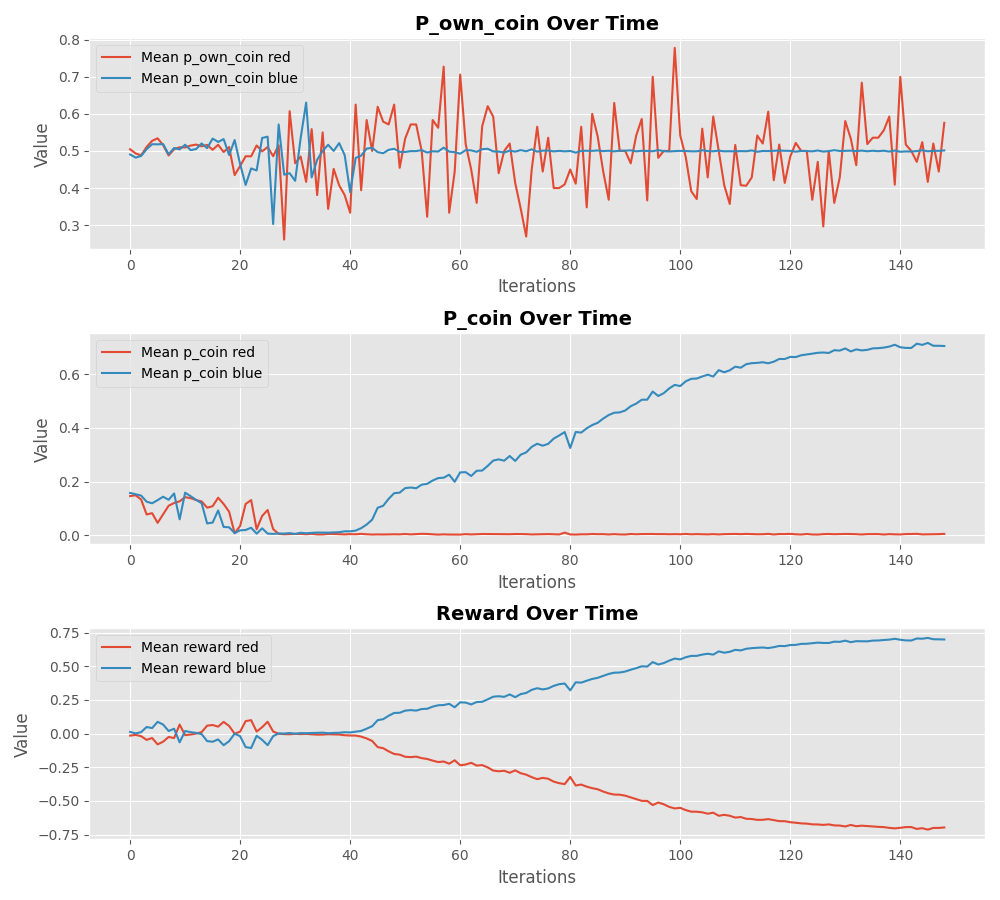 P_own_coin Over Time
0.8
0.7
0.6
0.5
0.4
0.3
Value
Mean p_own_coin red
Mean p_own_coin blue
0 20 40 60 80 100 120 140
Iterations
P_coin Over Time
0.6
0.4
0.2
0.0
Value
Mean p_coin red
Mean p_coin blue
0 20 40 60 80 100 120 140
Iterations
Reward Over Time
0.75
0.50
0.25
0.00
−0.25
−0.50
−0.75
Value
Mean reward red
Mean reward blue
0 20 40 60 80 100 120 140
Iterations